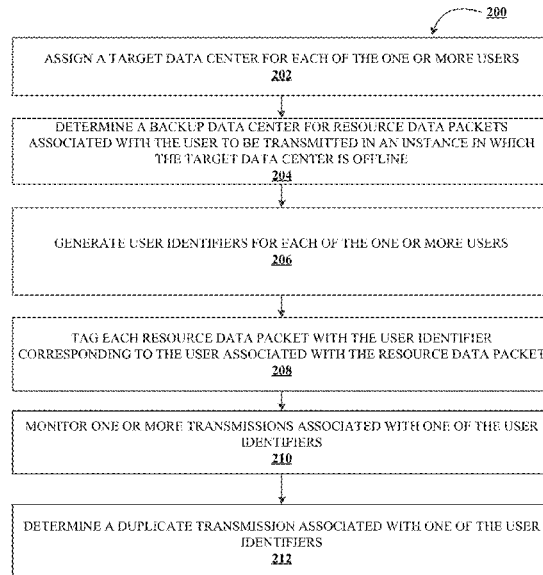 200
ASSIGN A TARGET DATA CENTER FOR EACH OF THE ONE OR MORE USERS
202
DETERMINE A BACKUP DATA CENTER FOR RESOURCE DATA PACKETS
ASSOCIATED WITH THE USER TO BE TRANSMITTED IN AN INSTANCE IN WHICH
THE TARGET DATA CENTER IS OFFLINE
204
GENERATE USER IDENTIFIERS FOR EACH OF THE ONE OR MORE USERS
206
TAG EACH RESOURCE DATA PACKET WITH THE USER IDENTIFIER
CORRESPONDING TO THE USER ASSOCIATED WITH THE RESOURCE DATA PACKET
208
MONITOR ONE OR MORE TRANSMISSIONS ASSOCIATED WITH ONE OF THE USER
IDENTIFIERS
210
DETERMINE A DUPLICATE TRANSMISSION ASSOCIATED WITH ONE OF THE USER
IDENTIFIERS
212